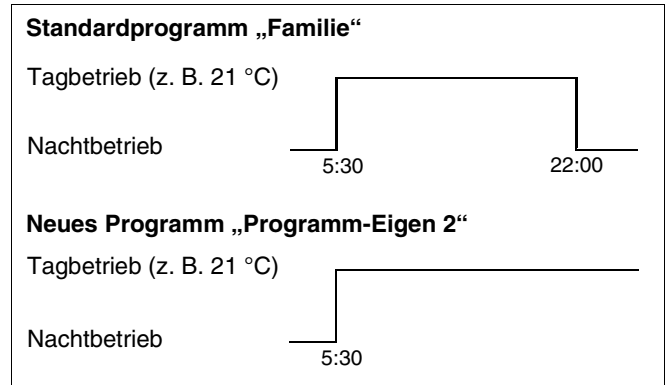 Standardprogramm „Familie“
Tagbetrieb (z. B. 21 °C)
Nachtbetrieb
5:30 22:00
Neues Programm „Programm-Eigen 2“
Tagbetrieb (z. B. 21 °C)
Nachtbetrieb
5:30